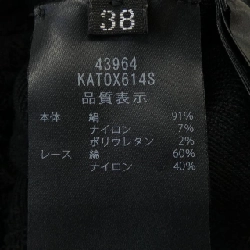 38
43964
KATOX614S
品質表示
本体 絹 91%
ナイロン 7%
ポリウレタン 2%
レース 綿 60%
ナイロン 40%